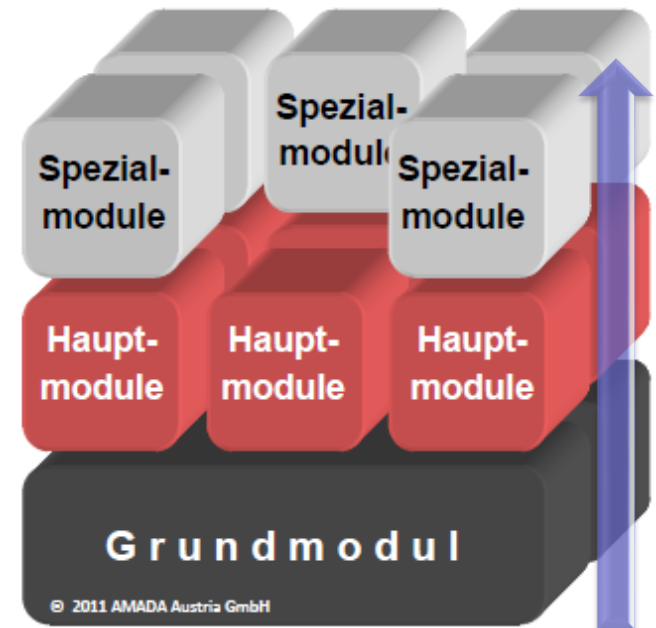 Spezial-
module
Spezial-
module
Spezial-
module
Haupt-
module
Haupt-
module
Haupt-
module
Grundmodul
© 2011 AMADA Austria GmbH